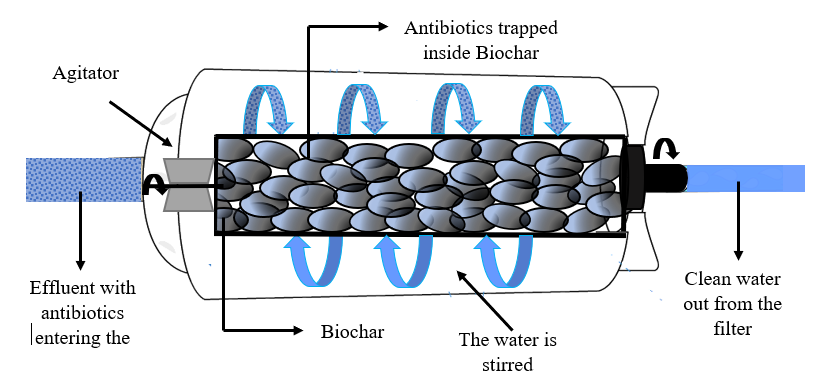 Antibiotics trapped
inside Biochar
Agitator
Effluent with
antibiotics
entering the
Biochar
The water is
stirred
Clean water
out from the
filter